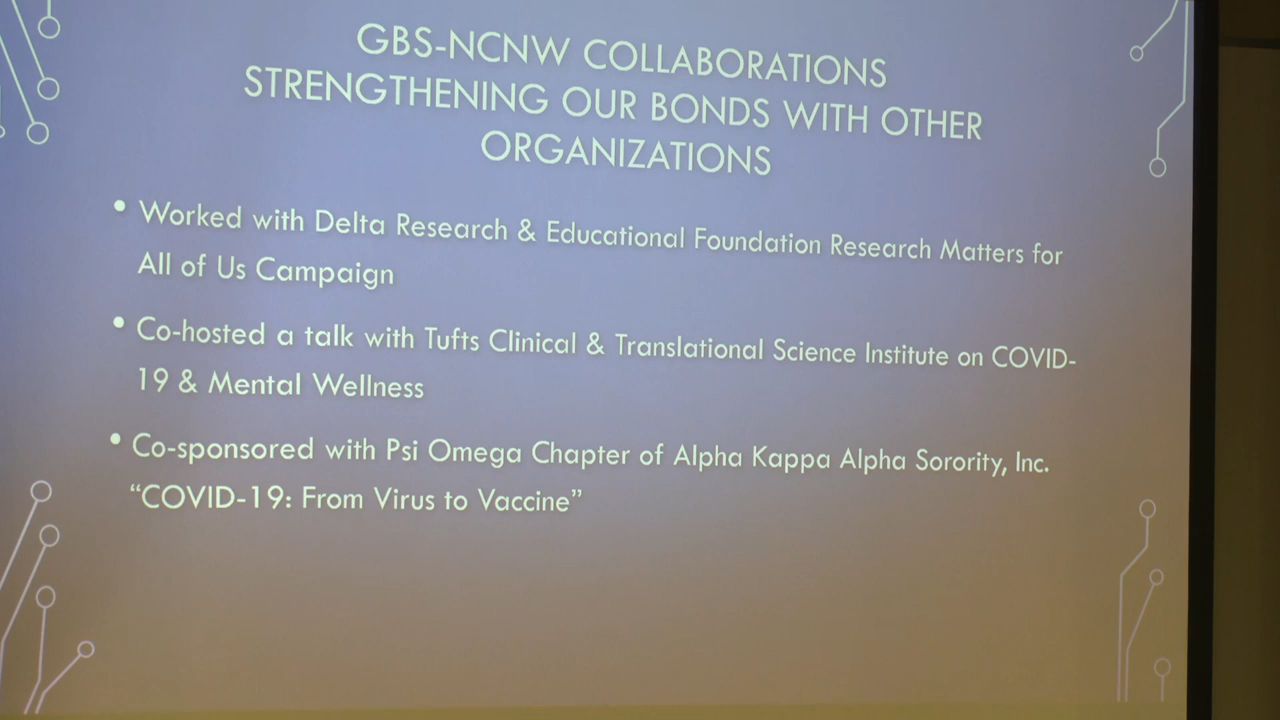 GBS-NCNW COLLABORATIONS
STRENGTHENING OUR BONDS WITH OTHER
ORGANIZATIONS
• Worked with Delta Research & Educational Foundation Research Matters for
All of Us Campaign
• Co-hosted a talk with Tufts Clinical & Translational Science Institute on COVID-
19 & Mental Wellness
• Co-sponsored with Psi Omega Chapter of Alpha Kappa Alpha Sorority, Inc.
“COVID-19: From Virus to Vaccine”